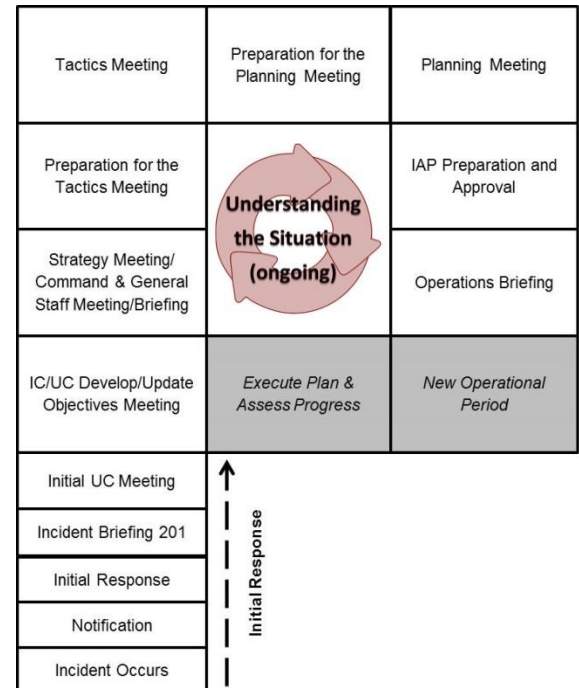 Tactics Meeting
Preparation for the
Planning Meeting
Planning Meeting
Preparation for the
Tactics Meeting
Understanding
the Situation
(ongoing)
IAP Preparation and
Approval
Strategy Meeting/
Command & General
Staff Meeting/Briefing
Operations Briefing
IC/UC Develop/Update
Objectives Meeting
Execute Plan &
Assess Progress
New Operational
Period
Initial UC Meeting
Incident Briefing 201
Initial Response
Notification
Incident Occurs
Initial Response